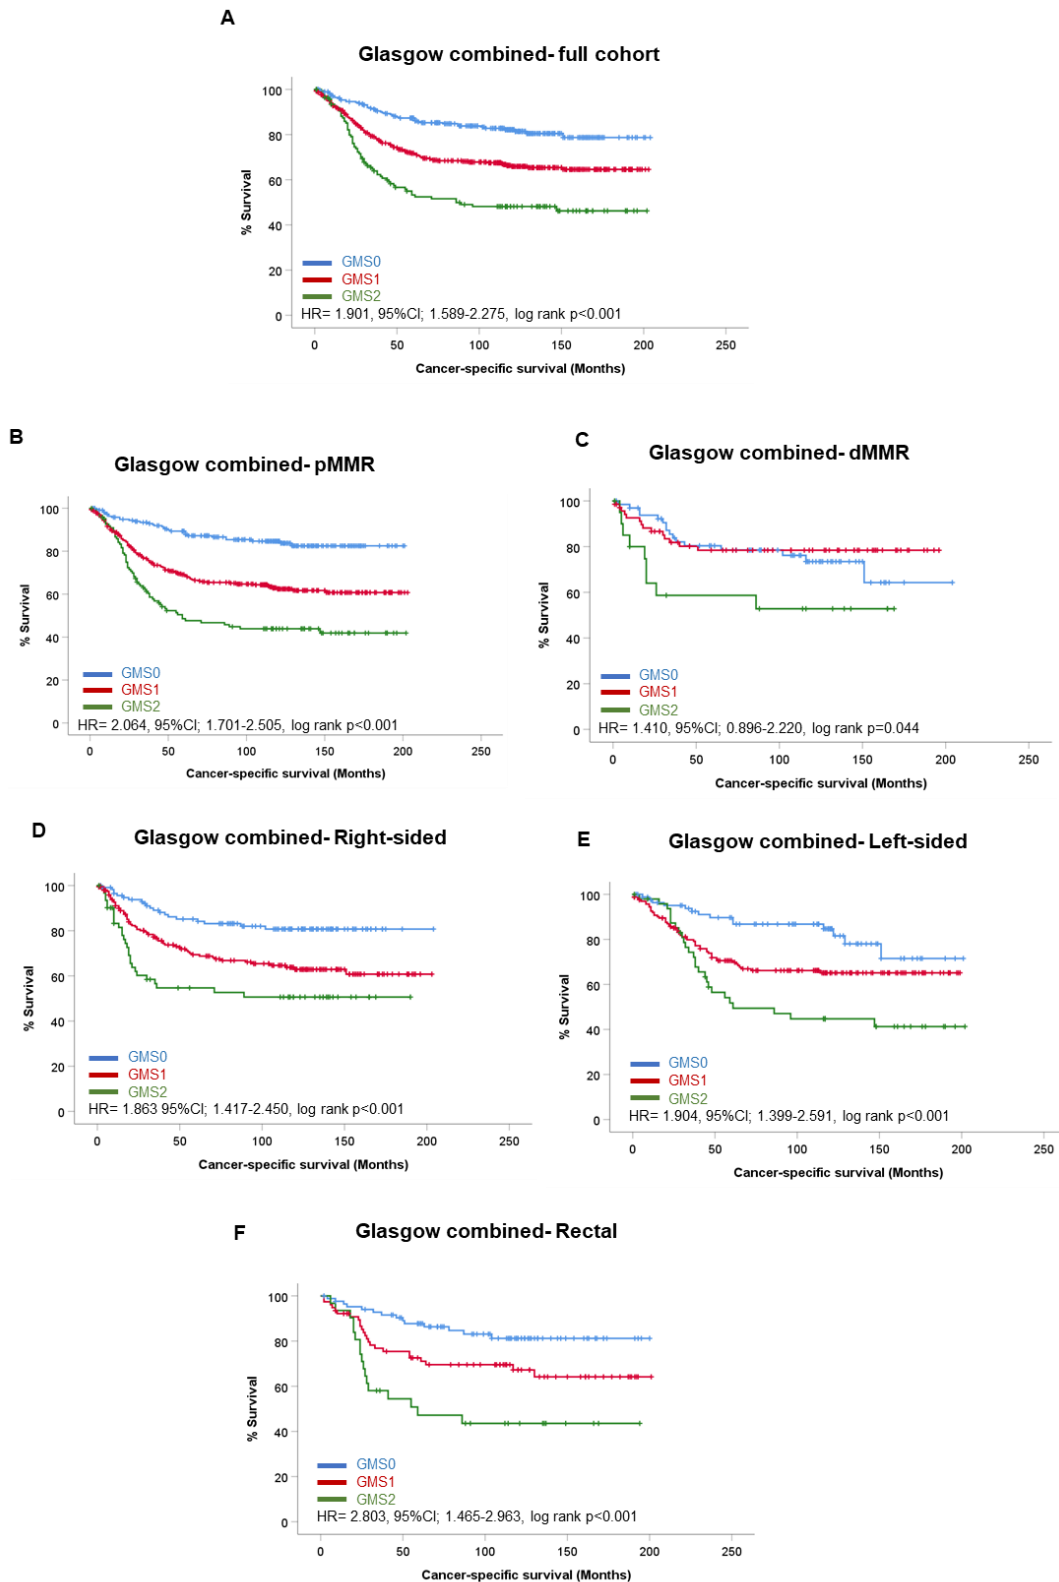 A
Glasgow combined- full cohort
100
80
60
40
20
0
% Survival
GMS0
GMS1
GMS2
HR= 1.901, 95%CI; 1.589-2.275, log rank p<0.001
0 50 100 150 200 250
Cancer-specific survival (Months)
B
Glasgow combined- pMMR
100
80
60
40
20
0
% Survival
GMS0
GMS1
GMS2
HR= 2.064, 95%CI; 1.701-2.505, log rank p<0.001
0 50 100 150 200 250
Cancer-specific survival (Months)
C
Glasgow combined- dMMR
100
80
60
40
20
0
% Survival
GMS0
GMS1
GMS2
HR= 1.410, 95%CI; 0.896-2.220, log rank p=0.044
0 50 100 150 200 250
Cancer-specific survival (Months)
D
Glasgow combined- Right-sided
100
80
60
40
20
0
% Survival
GMS0
GMS1
GMS2
HR= 1.863 95%CI; 1.417-2.450, log rank p<0.001
0 50 100 150 200 250
Cancer-specific survival (Months)
E
Glasgow combined- Left-sided
100
80
60
40
20
0
% Survival
GMS0
GMS1
GMS2
HR= 1.904, 95%CI; 1.399-2.591, log rank p<0.001
0 50 100 150 200 250
Cancer-specific survival (Months)
F
Glasgow combined- Rectal
100
80
60
40
20
0
% Survival
GMS0
GMS1
GMS2
HR= 2.803, 95%CI; 1.465-2.963, log rank p<0.001
0 50 100 150 200 250
Cancer-specific survival (Months)